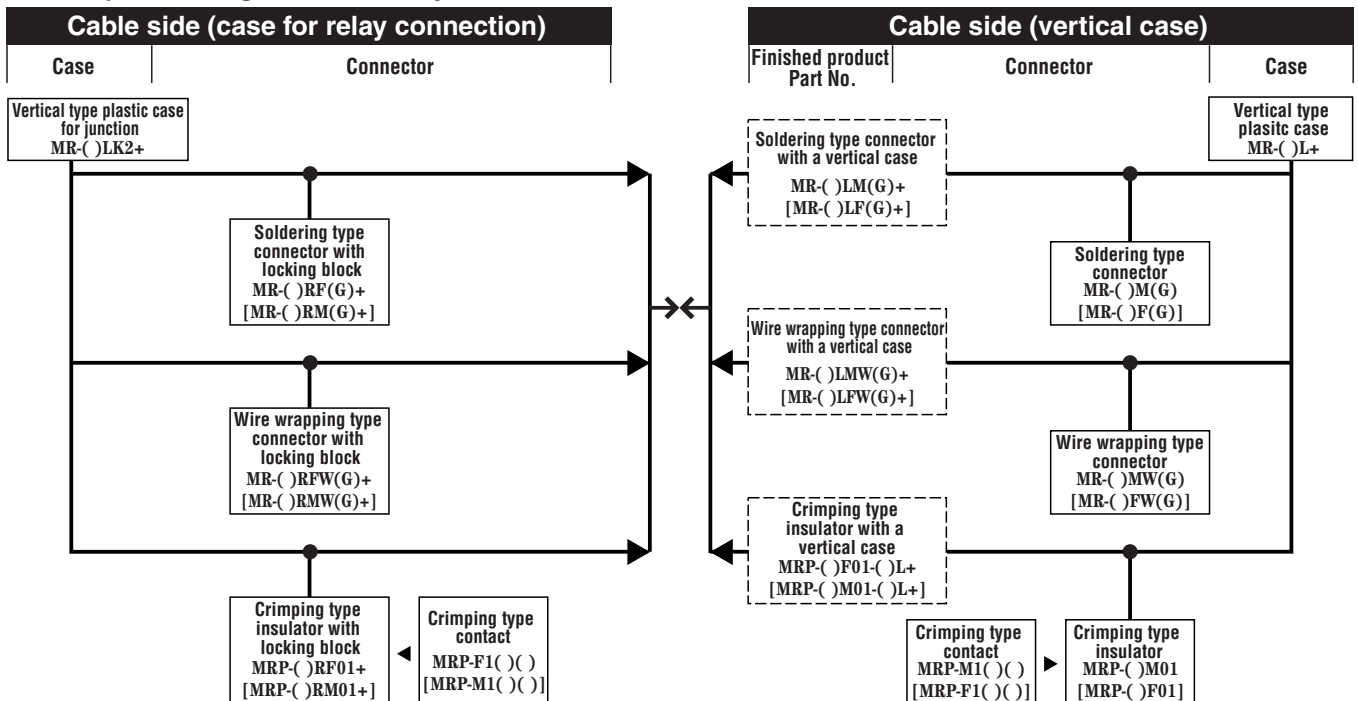 Cable side (case for relay connection)
Case
Connector
Vertical type plastic case
for junction
MR-( )LK2+
Soldering type
connector with
locking block
MR-( )RF(G)+
[MR-( )RM(G)+]
Wire wrapping type
connector with
locking block
MR-( )RFW(G)+
[MR-( )RMW(G)+]
Crimping type
insulator with
locking block
MRP-( )RF01+
[MRP-( )RM01+]
Crimping type
contact
MRP-F1( )( )
[MRP-M1( )( )]
Cable side (vertical case)
Finished product
Part No.
Connector
Case
Soldering type connector
with a vertical case
MR-( )LM(G)+
[MR-( )LF(G)+]
Vertical type
plasitc case
MR-( )L+
Soldering type
connector
MR-( )M(G)
[MR-( )F(G)]
Wire wrapping type connector
with a vertical case
MR-( )LMW(G)+
[MR-( )LFW(G)+]
Wire wrapping type
connector
MR-( )MW(G)
[MR-( )FW(G)]
Crimping type
insulator with a
vertical case
MRP-( )F01-( )L+
[MRP-( )M01-( )L+]
Crimping type
contact
MRP-M1( )( )
[MRP-F1( )( )]
Crimping type
insulator
MRP-( )M01
[MRP-( )F01]